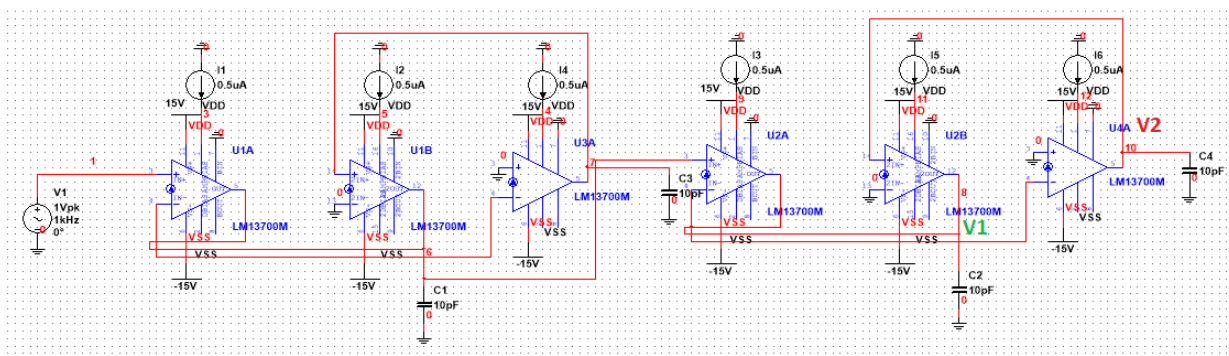 I1
0.5uA
15V
VDD
3
VDD
U1A
LM13700M
VSS
VSS
-15V
1
V1
1Vpk
1kHz
0°
0
I2
0.5uA
15V
VDD
5
VDD
U1B
LM13700M
VSS
VSS
-15V
6
C1
10pF
0
I4
0.5uA
15V
VDD
4
VDD
U3A
LM13700M
VSS
VSS
-15V
7
C3
10pF
0
I3
0.5uA
15V
VDD
9
VDD
U2A
LM13700M
VSS
VSS
-15V
I5
0.5uA
15V
VDD
11
VDD
U2B
LM13700M
VSS
VSS
-15V
8
V1
C2
10pF
0
I6
0.5uA
15V
VDD
12
VDD
U4A
LM13700M
VSS
VSS
-15V
V2
10
C4
10pF
0